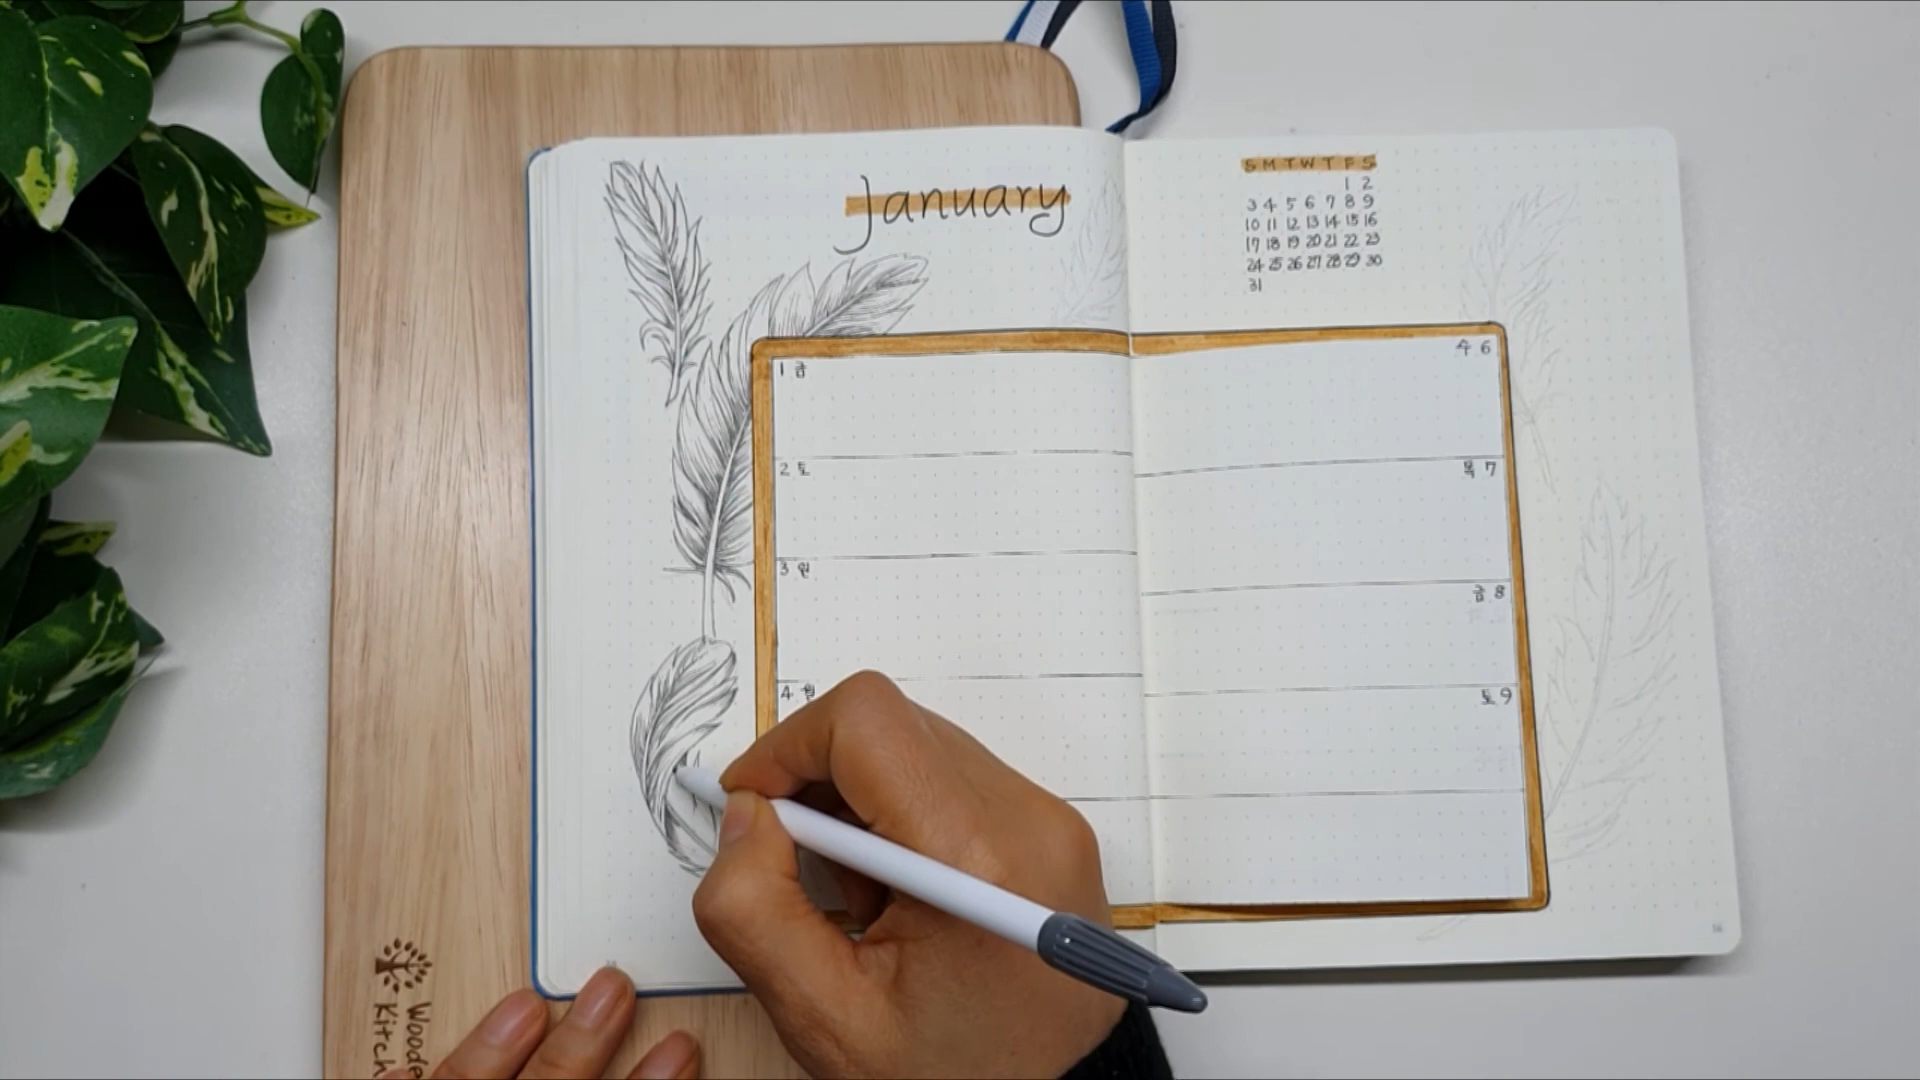 January
S M T W T F S
1 2
3 4 5 6 7 8 9
10 11 12 13 14 15 16
17 18 19 20 21 22 23
24 25 26 27 28 29 30
31
1 금
2 토
3 일
4 월
수 6
목 7
금 8
토 9
Woode
Kitch